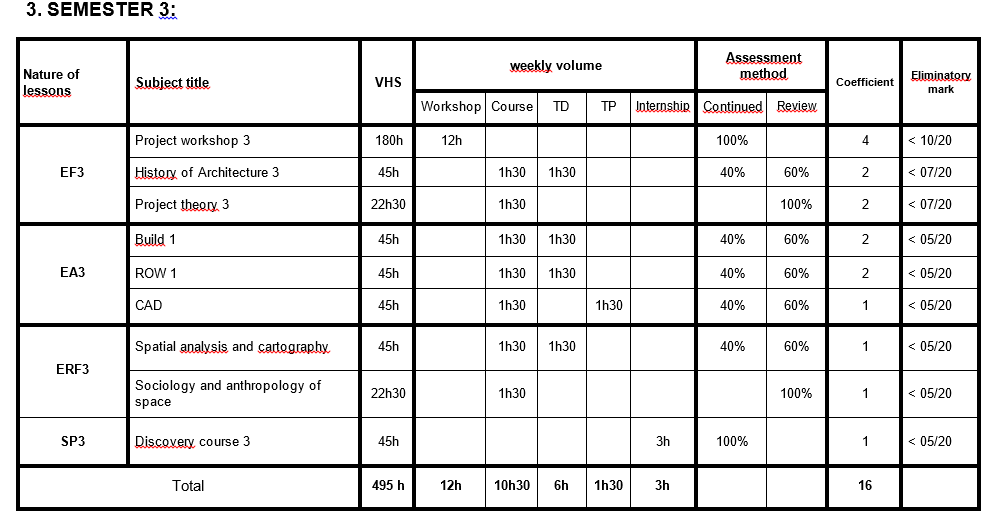 3. SEMESTER 3:
Nature of lessons Subject title VHS weekly volume Assessment method Coefficient Eliminatory mark
Workshop Course TD TP Internship Continued Review
EF3
Project workshop 3 180h 12h 100% 4 < 10/20
History of Architecture 3 45h 1h30 1h30 40% 60% 2 < 07/20
Project theory 3 22h30 1h30 100% 2 < 07/20
EA3
Build 1 45h 1h30 1h30 40% 60% 2 < 05/20
ROW 1 45h 1h30 1h30 40% 60% 2 < 05/20
CAD 45h 1h30 1h30 40% 60% 1 < 05/20
ERF3
Spatial analysis and cartography 45h 1h30 1h30 40% 60% 1 < 05/20
Sociology and anthropology of space 22h30 1h30 100% 1 < 05/20
SP3 Discovery course 3 45h 3h 100% 1 < 05/20
Total 495 h 12h 10h30 6h 1h30 3h 16